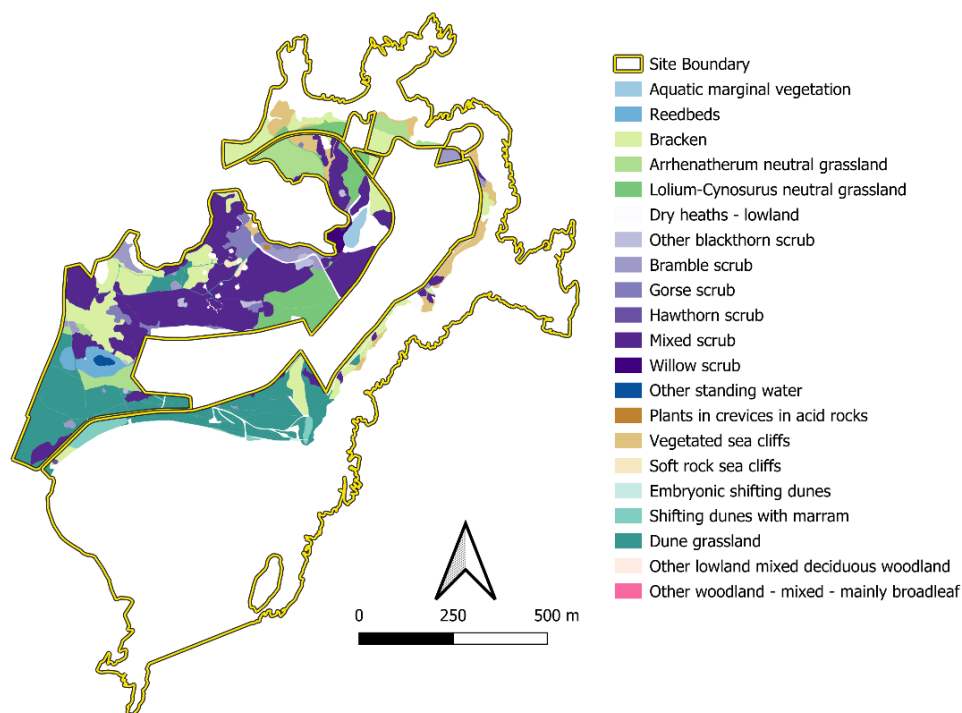 Site Boundary
Aquatic marginal vegetation
Reedbeds
Bracken
Arrhenatherum neutral grassland
Lolium-Cynosurus neutral grassland
Dry heaths - lowland
Other blackthorn scrub
Bramble scrub
Gorse scrub
Hawthorn scrub
Mixed scrub
Willow scrub
Other standing water
Plants in crevices in acid rocks
Vegetated sea cliffs
Soft rock sea cliffs
Embryonic shifting dunes
Shifting dunes with marram
Dune grassland
Other lowland mixed deciduous woodland
Other woodland - mixed - mainly broadleaf
0 250 500 m